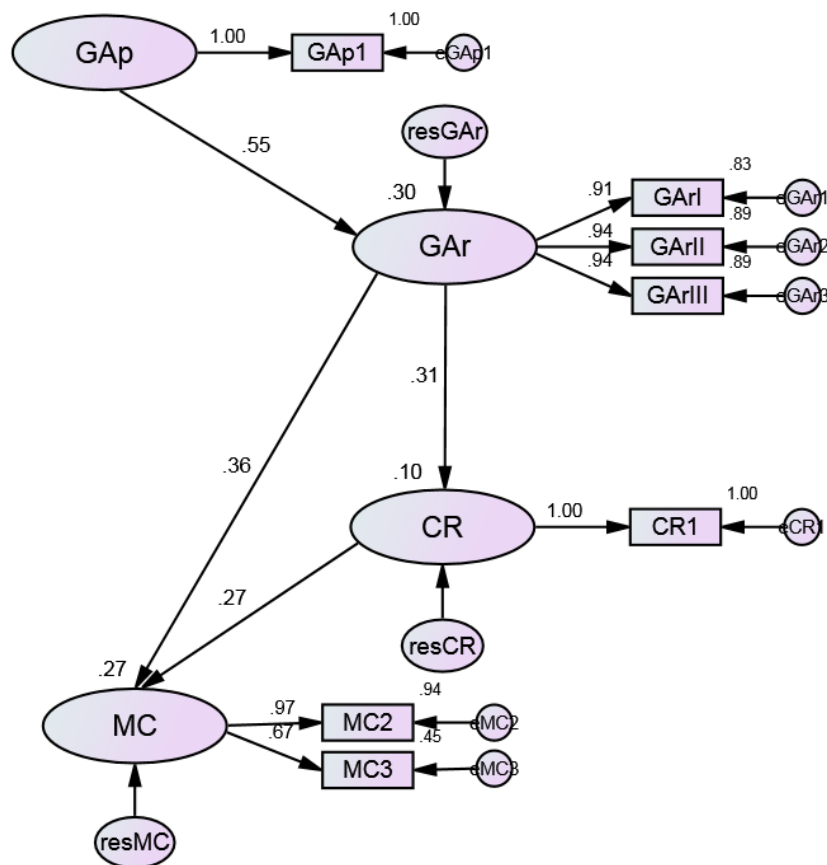 1.00
GAp
1.00
GAp1
eGAp1
.55
resGAr
.30
.83
.91
GArI
eGAr1
.89
GAr
.94
GArII
eGAr2
.89
.94
GArIII
eGAr3
.31
.36
.10
1.00
CR
1.00
CR1
eCR1
.27
resCR
.27
.94
.97
MC
MC2
eMC2
.67
.45
MC3
eMC3
resMC